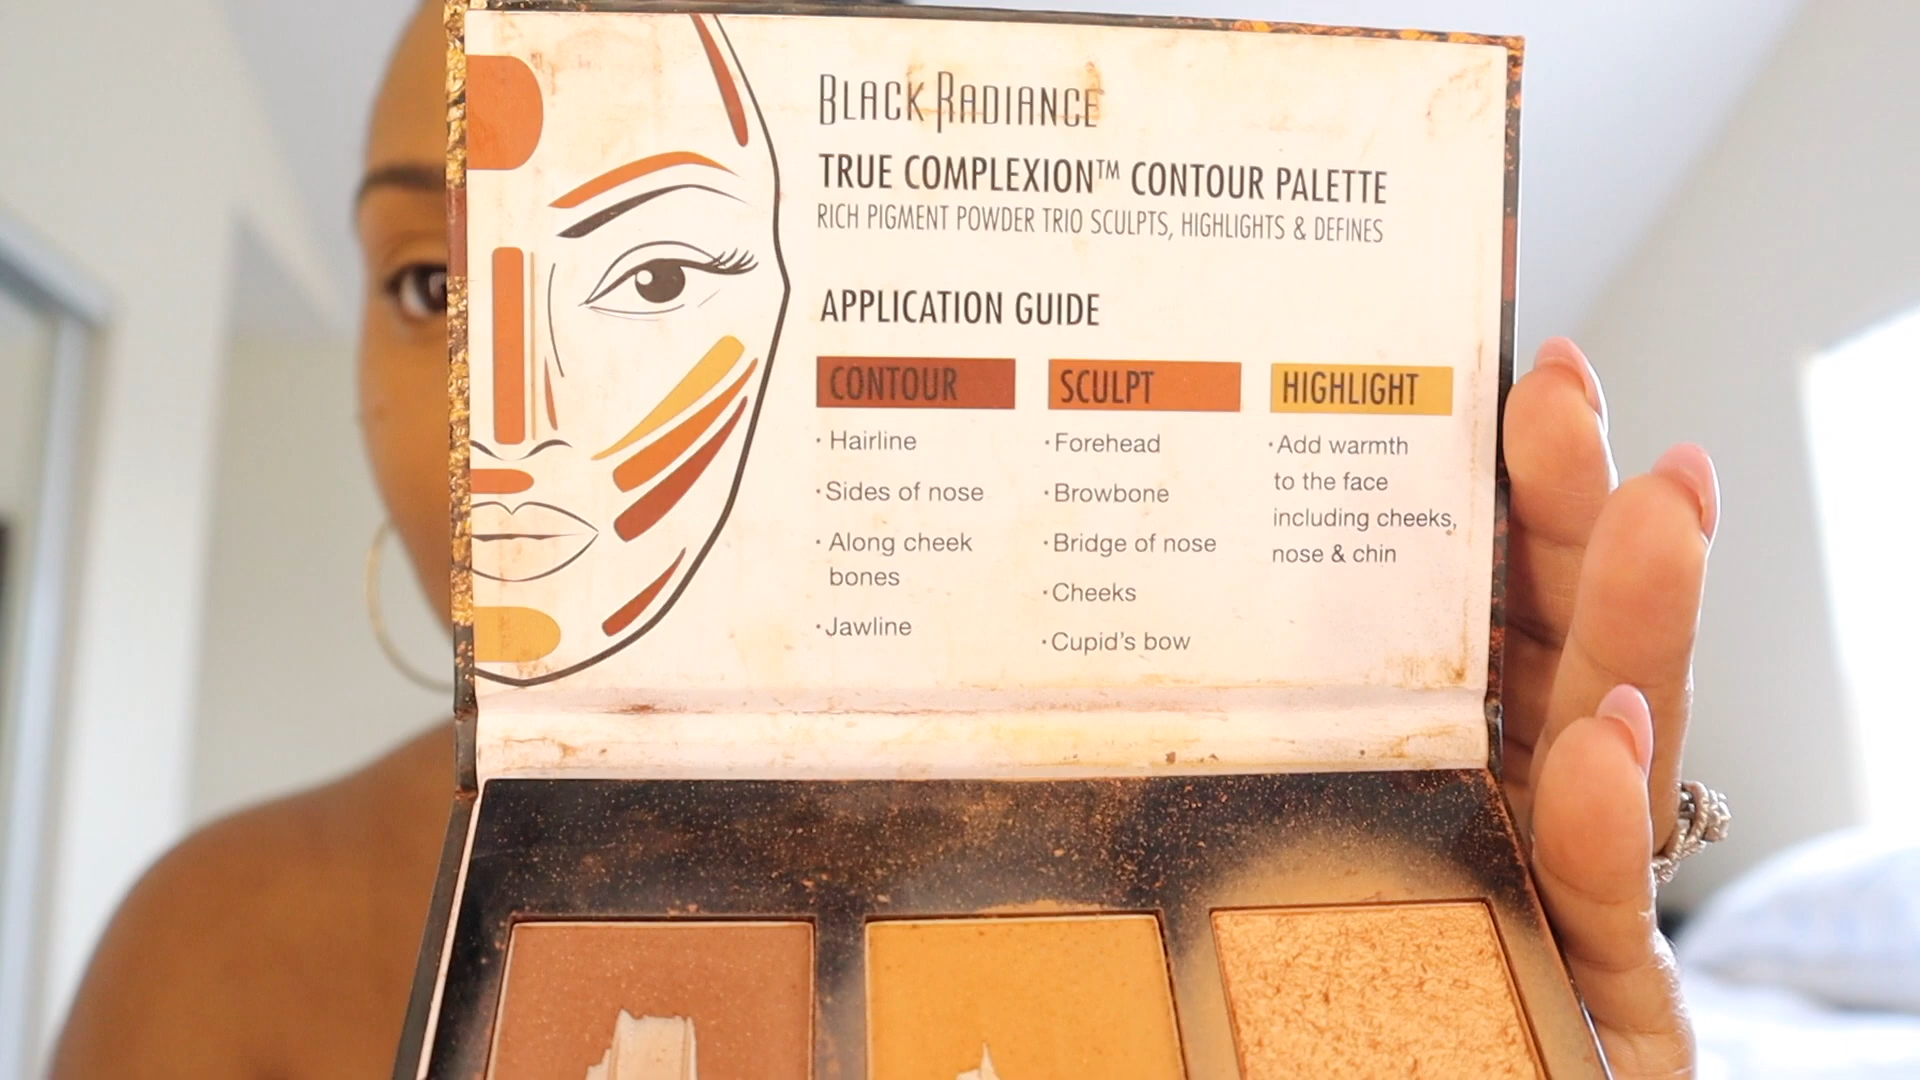 BLACK RADIANCE
TRUE COMPLEXION™ CONTOUR PALETTE
RICH PIGMENT POWDER TRIO SCULPTS, HIGHLIGHTS & DEFINES
APPLICATION GUIDE
CONTOUR
· Hairline
· Sides of nose
· Along cheek
bones
· Jawline
SCULPT
· Forehead
· Browbone
· Bridge of nose
· Cheeks
· Cupid's bow
HIGHLIGHT
· Add warmth
to the face
including cheeks,
nose & chin